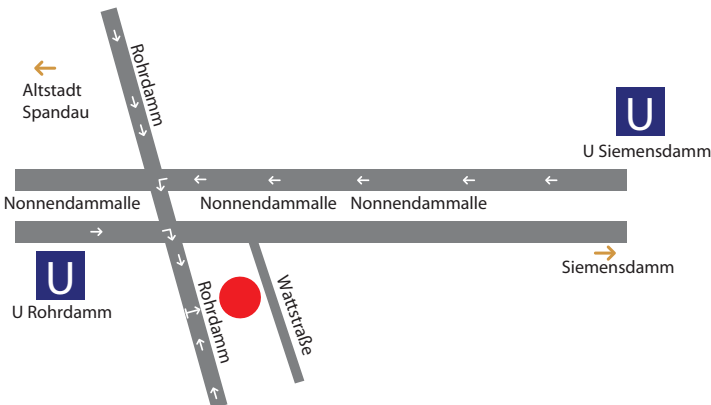 Rohrdamm
Altstadt
Spandau
U
U Siemensdamm
Nonnendammalle
Nonnendammalle
Nonnendammalle
Siemensdamm
U
U Rohrdamm
Rohrdamm
Wattstraße